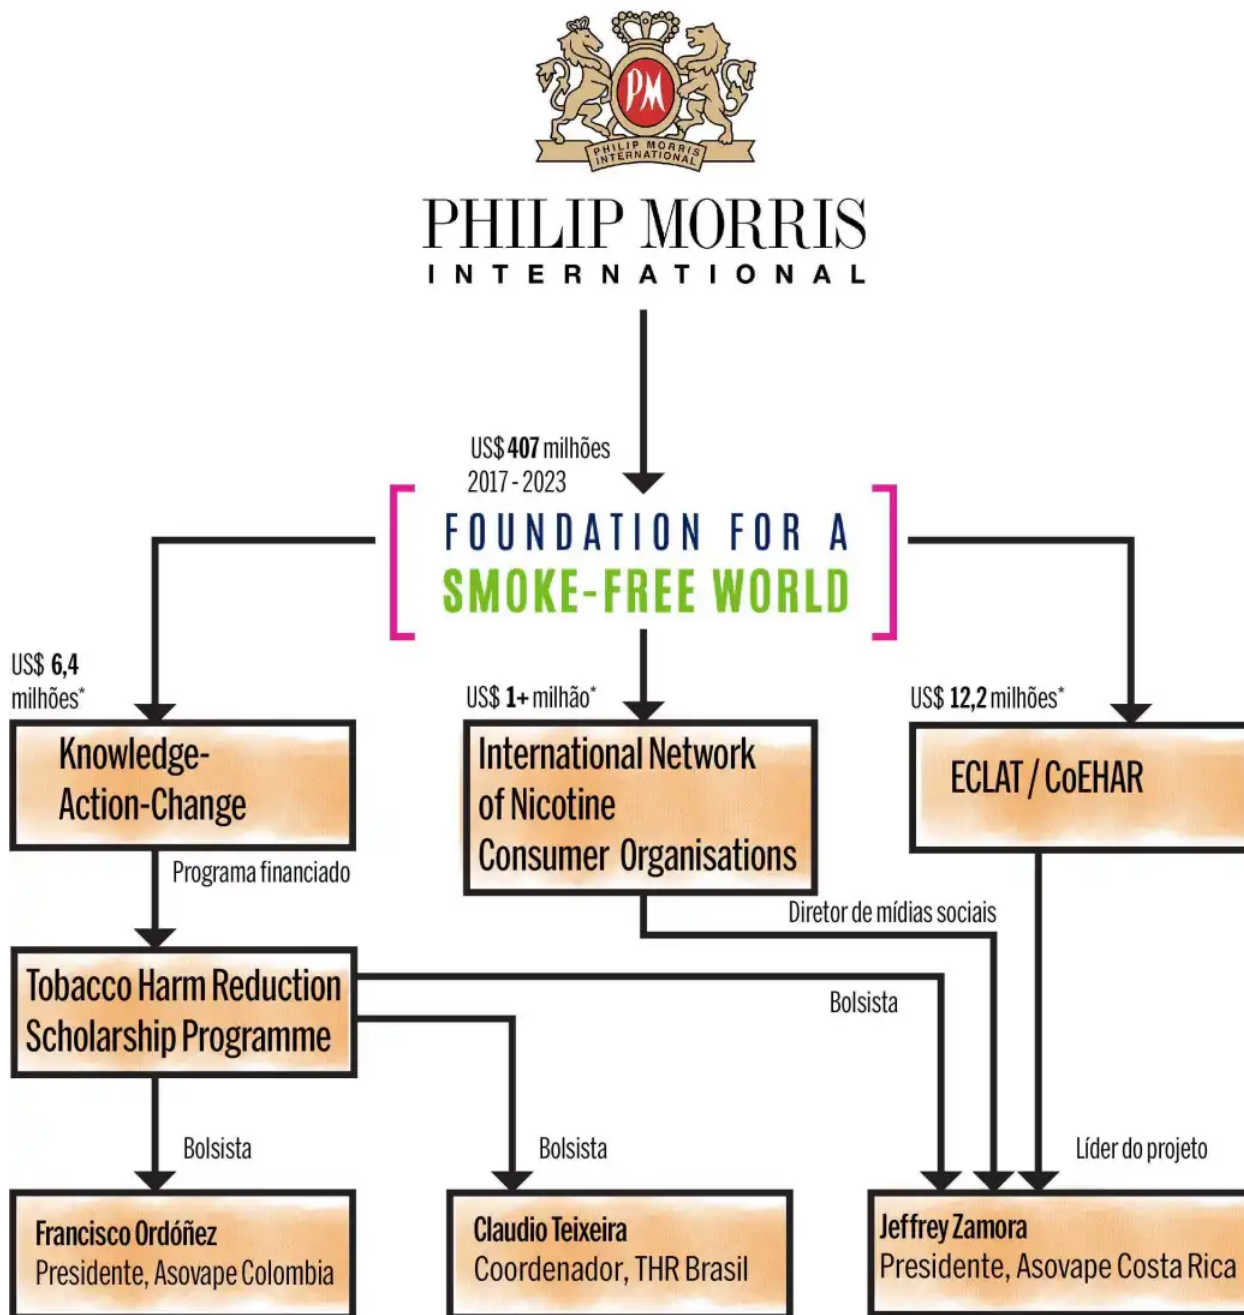 PM
PHILIP MORRIS
INTERNATIONAL
PHILIP MORRIS
INTERNATIONAL
US$ 407 milhões
2017 - 2023
FOUNDATION FOR A
SMOKE-FREE WORLD
US$ 6,4
milhões*
US$ 1+ milhão*
US$ 12,2 milhões*
Knowledge-
Action-Change
International Network
of Nicotine
Consumer Organisations
ECLAT / CoEHAR
Programa financiado
Diretor de mídias sociais
Tobacco Harm Reduction
Scholarship Programme
Bolsista
Bolsista
Bolsista
Líder do projeto
Francisco Ordóñez
Presidente, Asovape Colombia
Claudio Teixeira
Coordenador, THR Brasil
Jeffrey Zamora
Presidente, Asovape Costa Rica